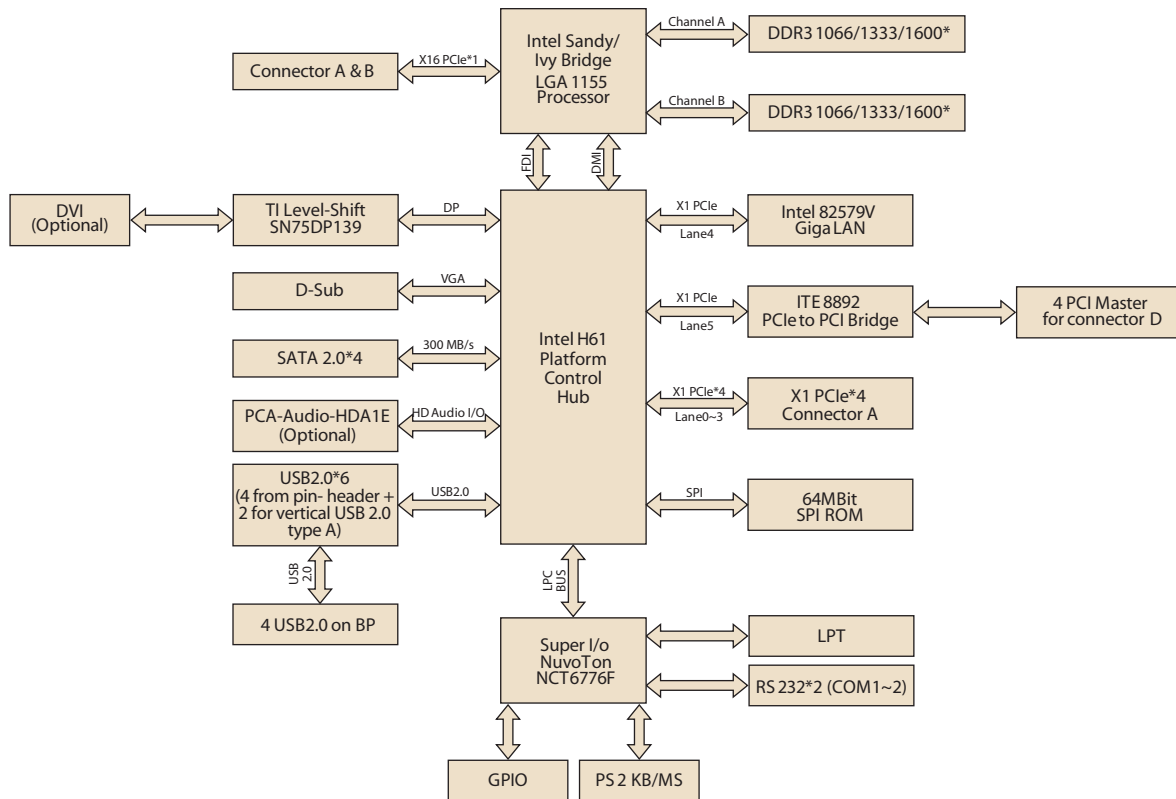 Intel Sandy/
Ivy Bridge
LGA 1155
Processor
Channel A
DDR3 1066/1333/1600*
Connector A & B
X16 PCIe*1
Channel B
DDR3 1066/1333/1600*
FDI
DMI
DVI
(Optional)
TI Level-Shift
SN75DP139
DP
X1 PCIe
Lane4
Intel 82579V
Giga LAN
D-Sub
VGA
X1 PCIe
Lane5
ITE 8892
PCIe to PCI Bridge
4 PCI Master
for connector D
Intel H61
Platform
Control
Hub
SATA 2.0*4
300 MB/s
PCA-Audio-HDA1E
(Optional)
HD Audio I/O
X1 PCIe*4
Lane0~3
X1 PCIe*4
Connector A
USB2.0*6
(4 from pin- header +
2 for vertical USB 2.0
type A)
USB2.0
SPI
64MBit
SPI ROM
USB
2.0
4 USB2.0 on BP
LPC
BUS
Super I/o
NuvoTon
NCT6776F
LPT
RS 232*2 (COM1~2)
GPIO
PS 2 KB/MS